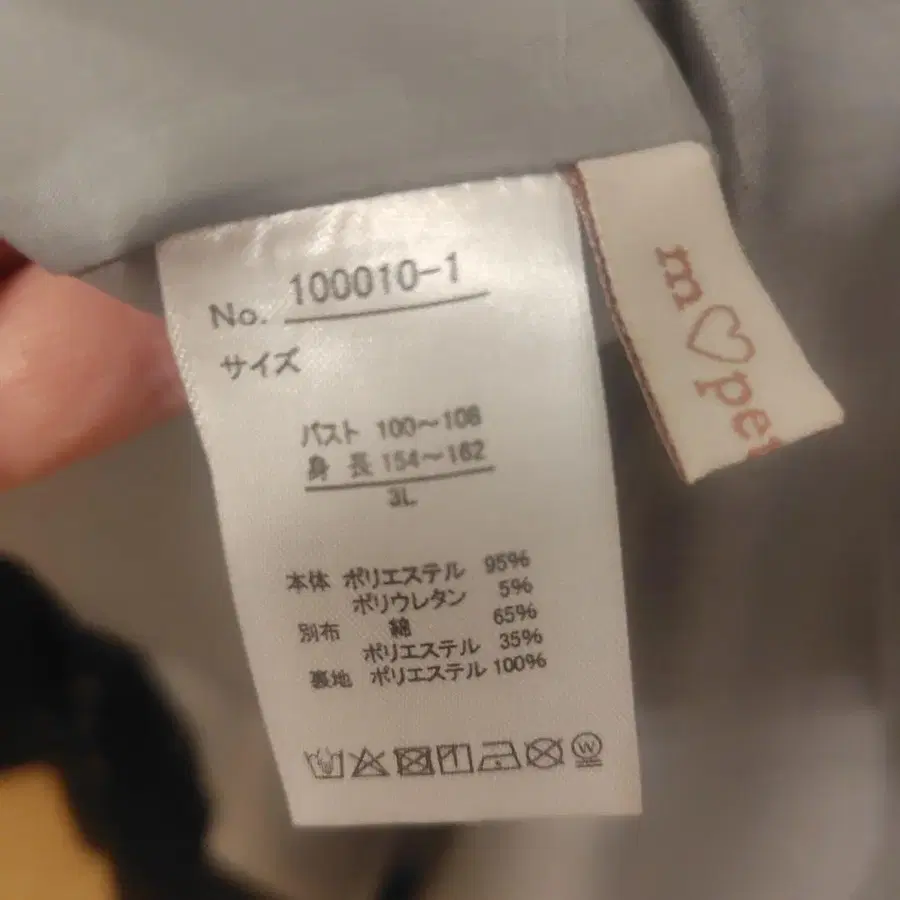 No. 100010-1
サイズ
バスト 100～108
身 長 154～162
3L
本体 ポリエステル 95%
ポリウレタン 5%
別布 綿 65%
ポリエステル 35%
裏地 ポリエステル 100%
W
m♡pe